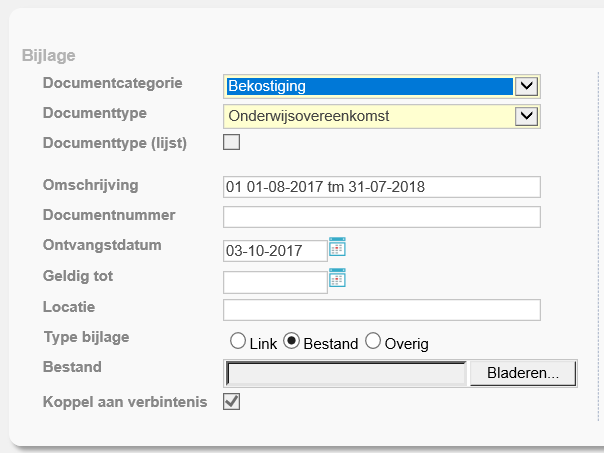 Bijlage
Documentcategorie Bekostiging
Documenttype Onderwijsovereenkomst
Documenttype (lijst)
Omschrijving 01 01-08-2017 tm 31-07-2018
Documentnummer
Ontvangstdatum 03-10-2017
Geldig tot
Locatie
Type bijlage Link Bestand Overig
Bestand Bladeren...
Koppel aan verbintenis